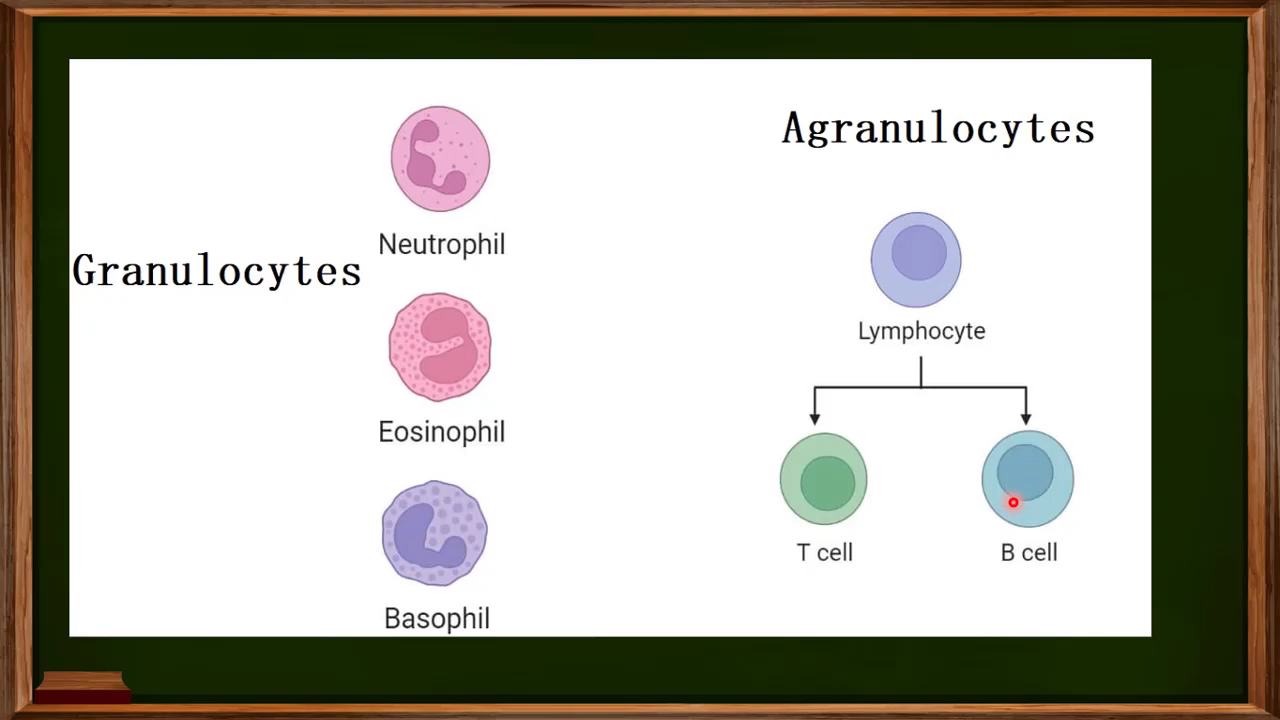 Granulocytes
Neutrophil
Eosinophil
Basophil
Agranulocytes
Lymphocyte
T cell
B cell